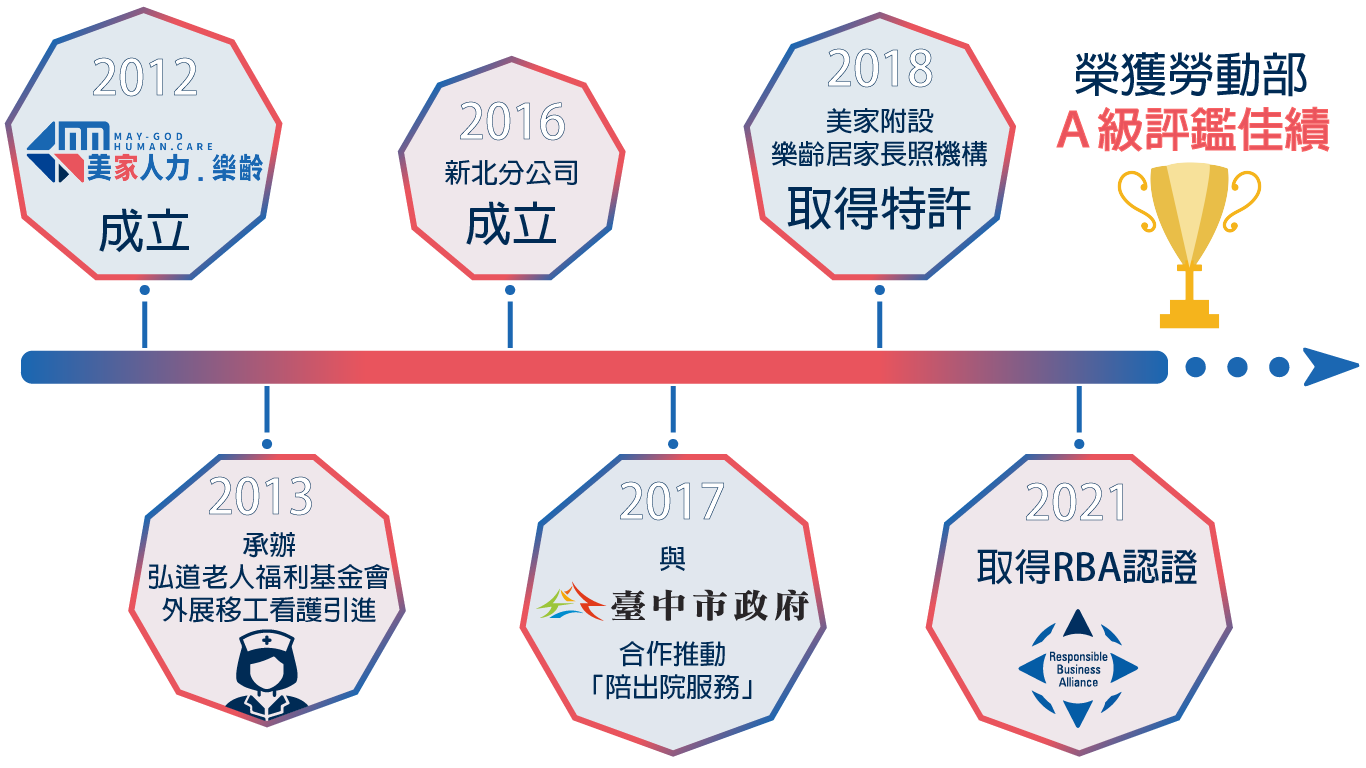 2012
MAY-GOD
HUMAN.CARE
美家人力.樂齡
成立
2016
新北分公司
成立
2018
美家附設
樂齡居家長照機構
取得特許
榮獲勞動部
A級評鑑佳績
2013
承辦
弘道老人福利基金會
外展移工看護引進
2017
與
臺中市政府
合作推動
「陪出院服務」
2021
取得RBA認證
Responsible
Business
Alliance